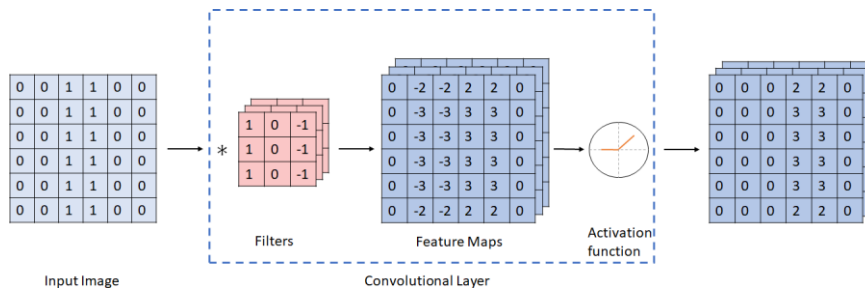 0 0 1 1 0 0
0 0 1 1 0 0
0 0 1 1 0 0
0 0 1 1 0 0
0 0 1 1 0 0
0 0 1 1 0 0
Input Image
*
1 0 -1
1 0 -1
1 0 -1
Filters
0 -2 -2 2 2 0
0 -3 -3 3 3 0
0 -3 -3 3 3 0
0 -3 -3 3 3 0
0 -3 -3 3 3 0
0 -2 -2 2 2 0
Feature Maps
Activation
function
Convolutional Layer
0 0 0 2 2 0
0 0 0 3 3 0
0 0 0 3 3 0
0 0 0 3 3 0
0 0 0 3 3 0
0 0 0 2 2 0